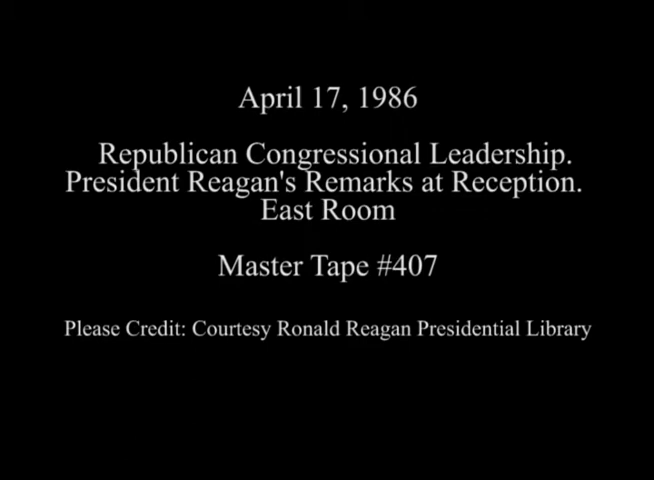 April 17, 1986
Republican Congressional Leadership.
President Reagan's Remarks at Reception.
East Room
Master Tape #407
Please Credit: Courtesy Ronald Reagan Presidential Library